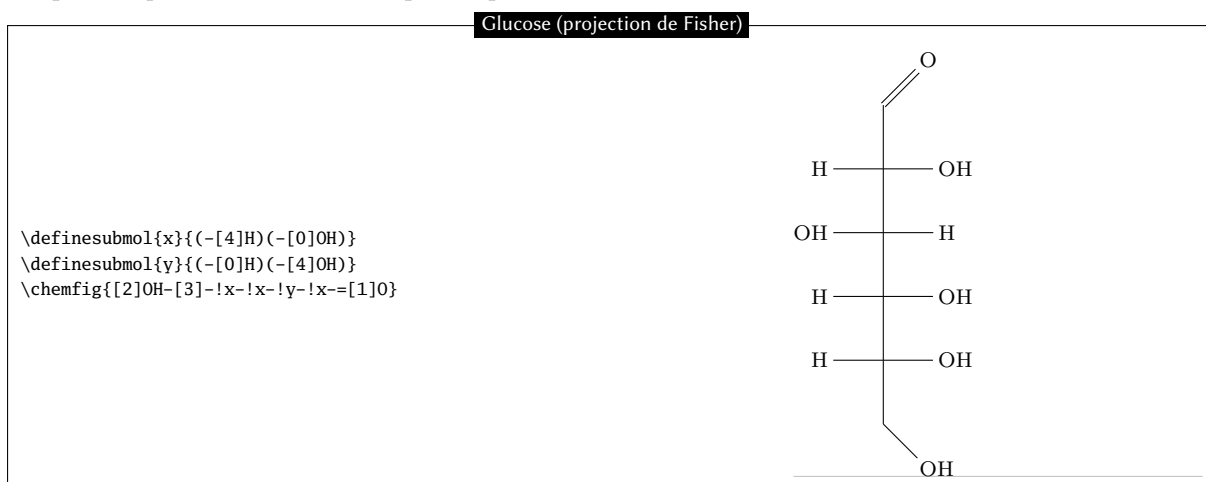 Glucose (projection de Fisher)
\definesubmol{x}{(-[4]H)(-[0]OH)}
\definesubmol{y}{(-[0]H)(-[4]OH)}
\chemfig{[2]OH-[3]-!x-!x-!y-!x-=[1]O}
O
H OH
OH H
H OH
H OH
OH